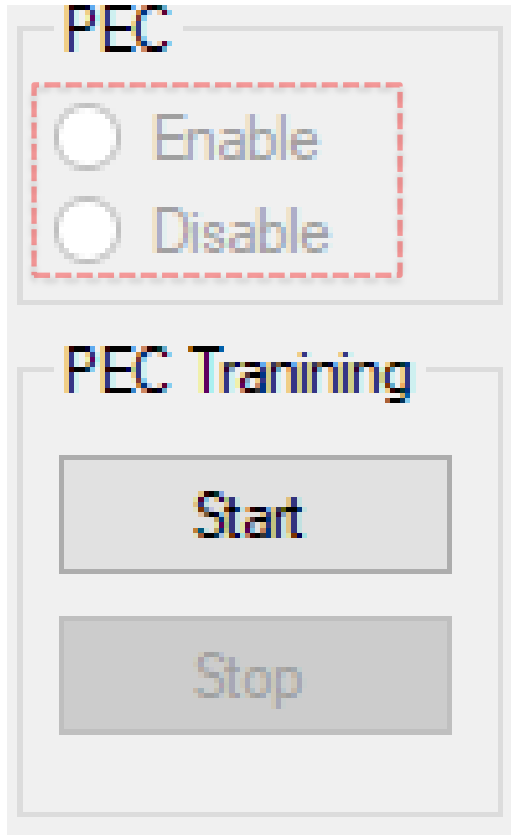 PEC
Enable
Disable
PEC Tranining
Start
Stop